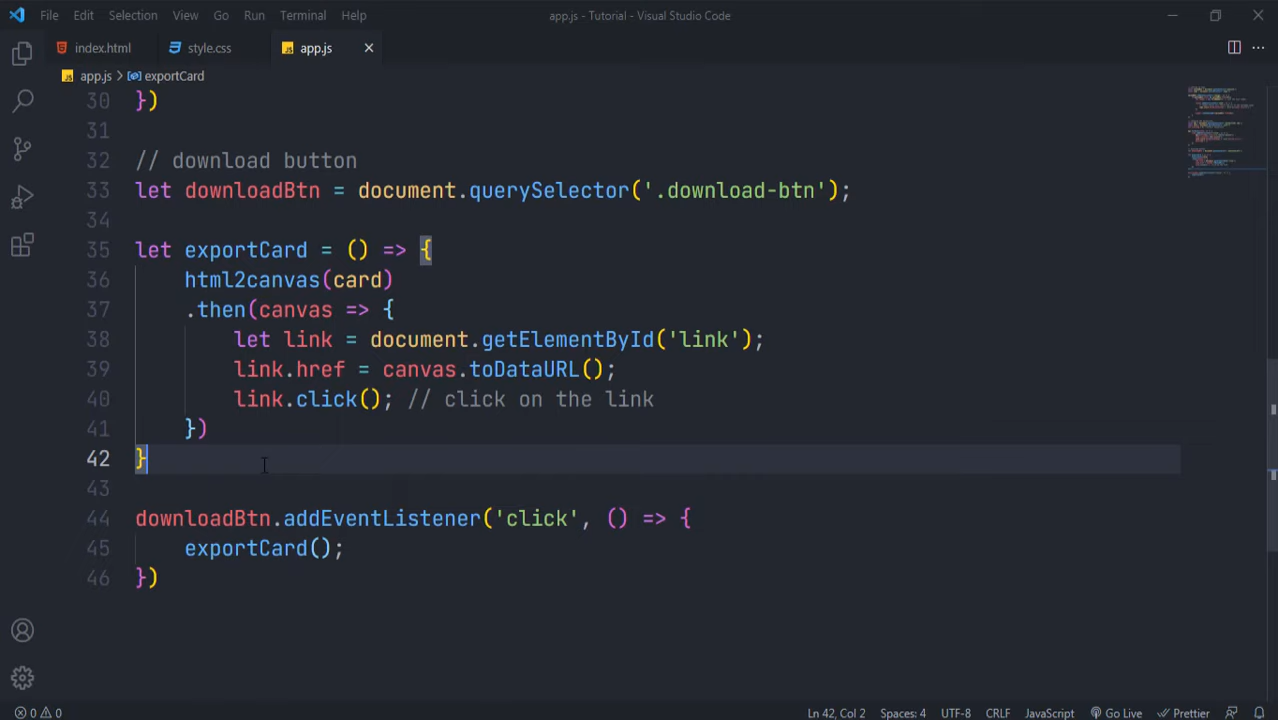 File Edit Selection View Go Run Terminal Help app.js - Tutorial - Visual Studio Code
index.html style.css app.js
app.js > exportCard
30 })
31
32 // download button
33 let downloadBtn = document.querySelector('.download-btn');
34
35 let exportCard = () => {
36 html2canvas(card)
37 .then(canvas => {
38 let link = document.getElementById('link');
39 link.href = canvas.toDataURL();
40 link.click(); // click on the link
41 })
42 }
43
44 downloadBtn.addEventListener('click', () => {
45 exportCard();
46 })
0 0 Ln 42, Col 2 Spaces: 4 UTF-8 CRLF JavaScript Go Live Prettier